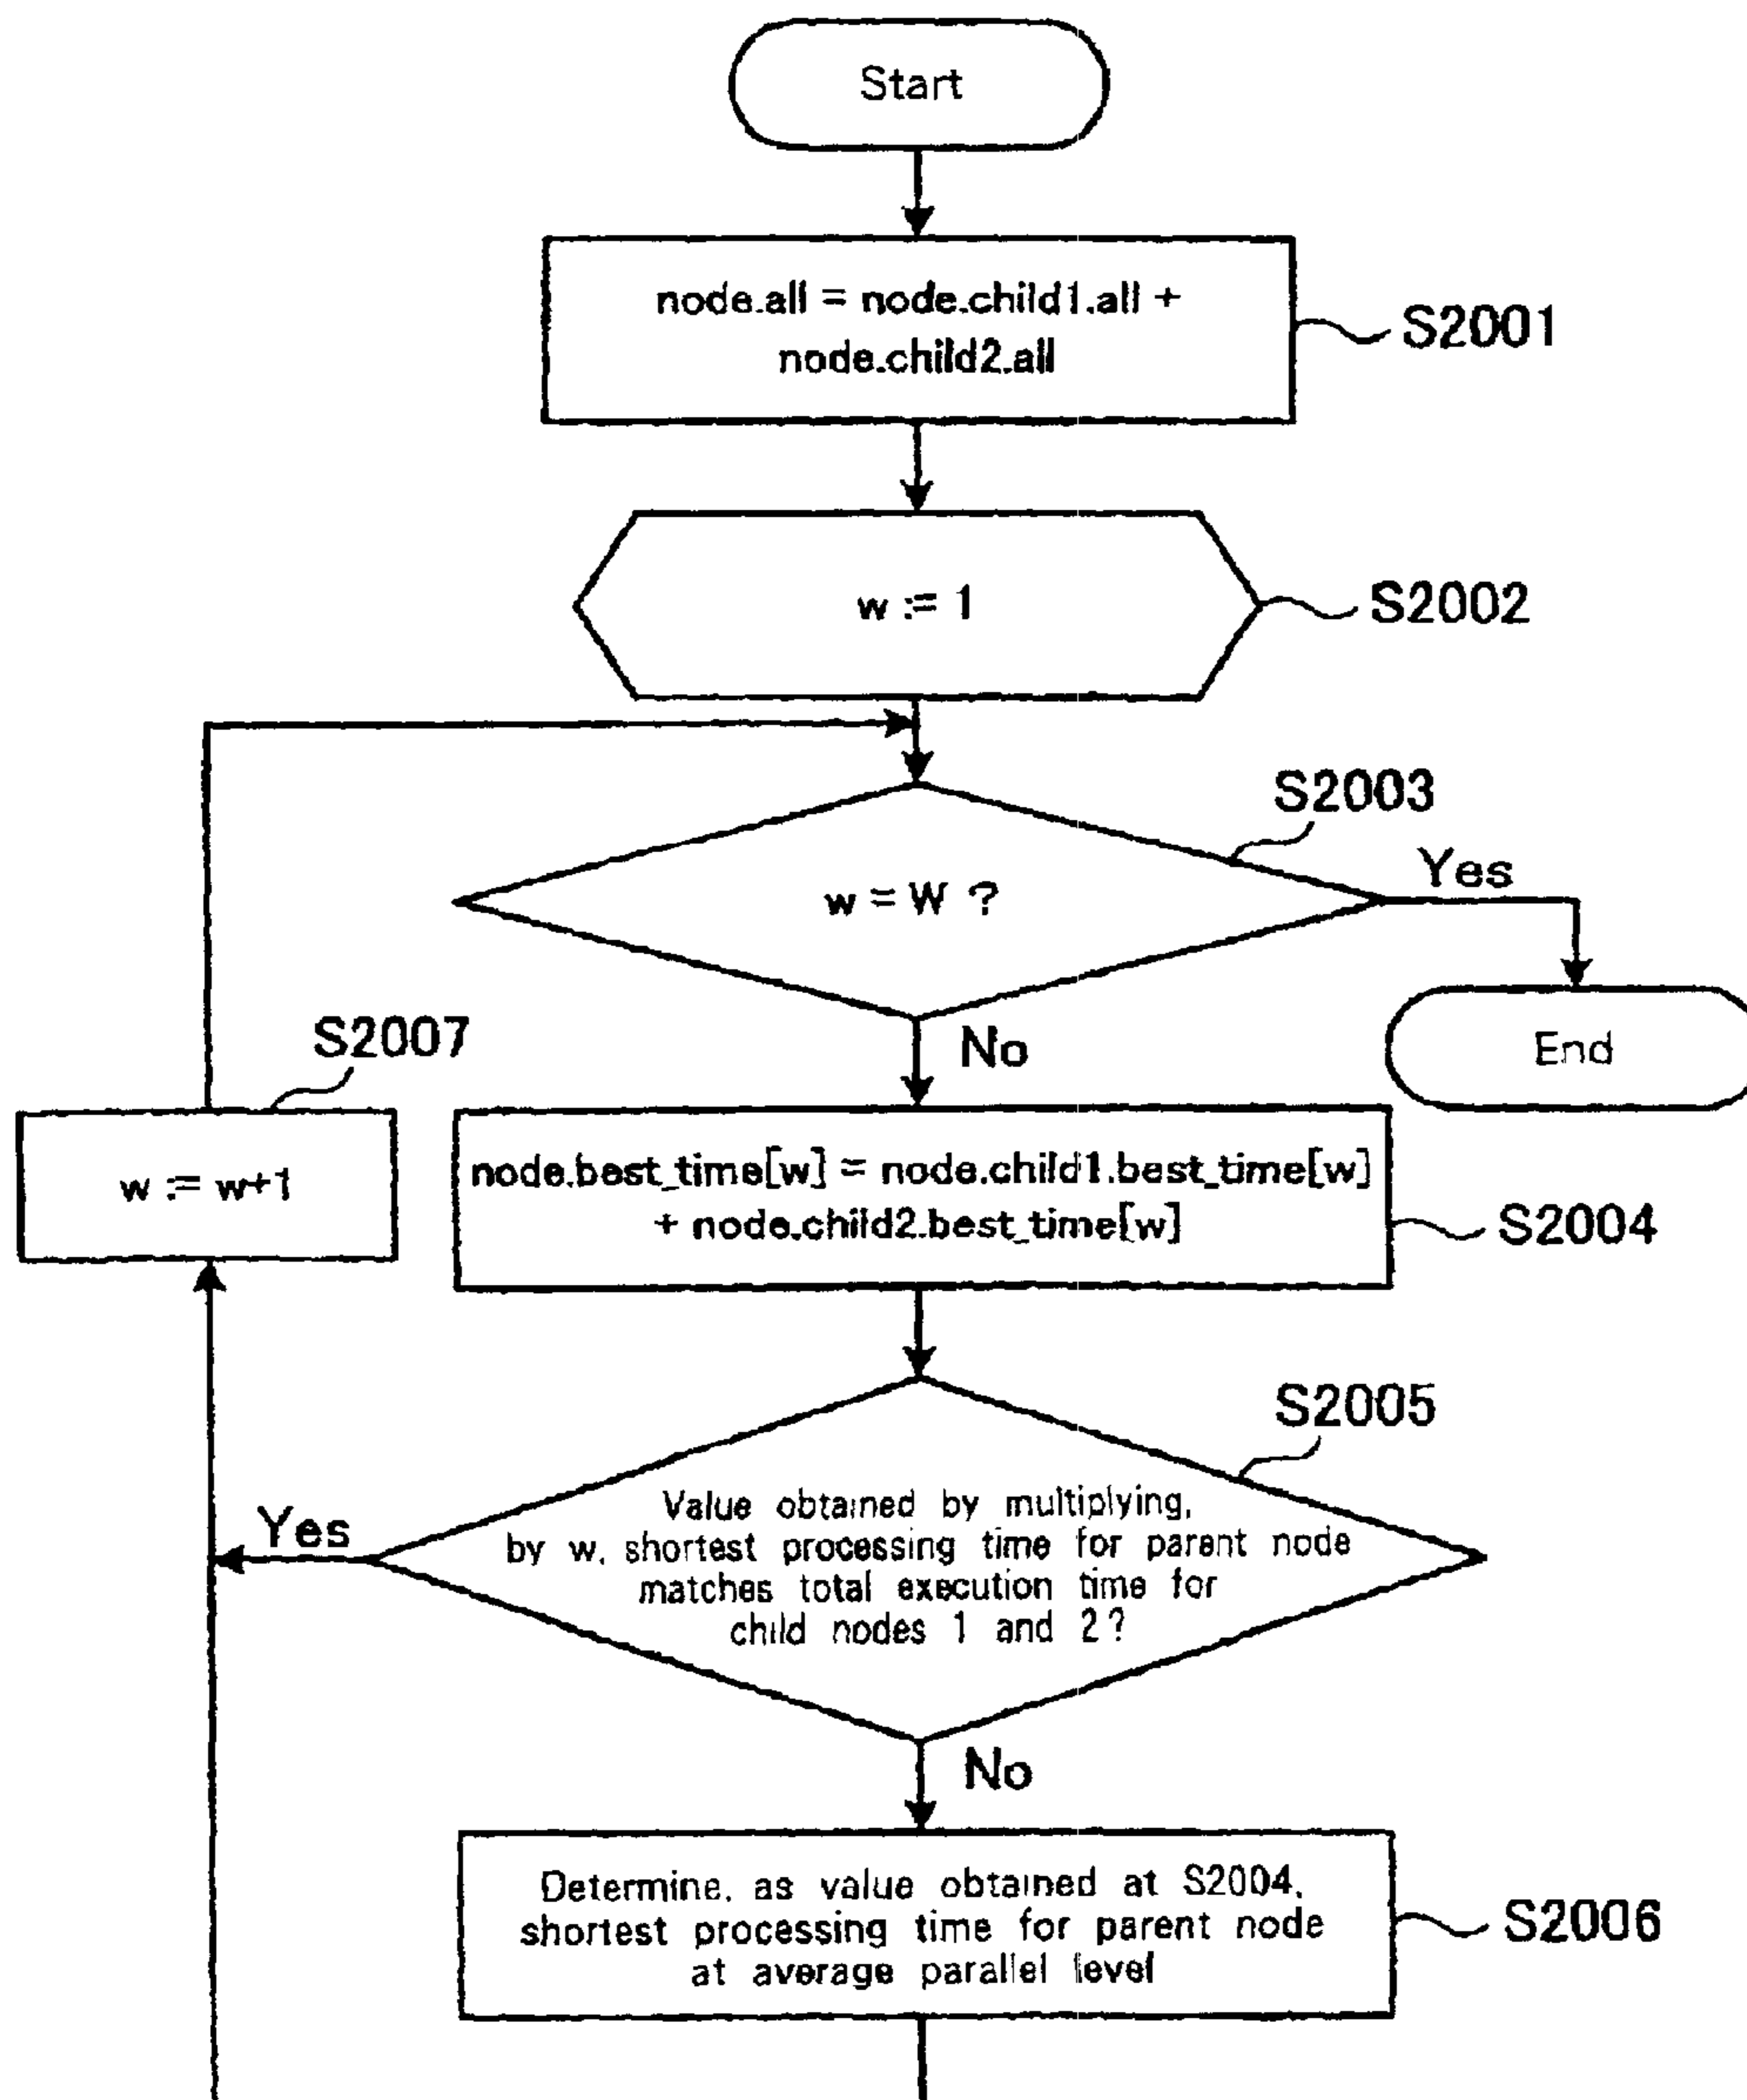 Start
node.all = node.child1.all +
node.child2.all
S2001
w := 1
S2002
S2003
w = W ?
Yes
End
No
S2007
w := w+1
node.best_time[w] = node.child1.best_time[w]
+ node.child2.best_time[w]
S2004
S2005
Value obtained by multiplying,
by w, shortest processing time for parent node
matches total execution time for
child nodes 1 and 2?
Yes
No
Determine, as value obtained at S2004,
shortest processing time for parent node
at average parallel level
S2006